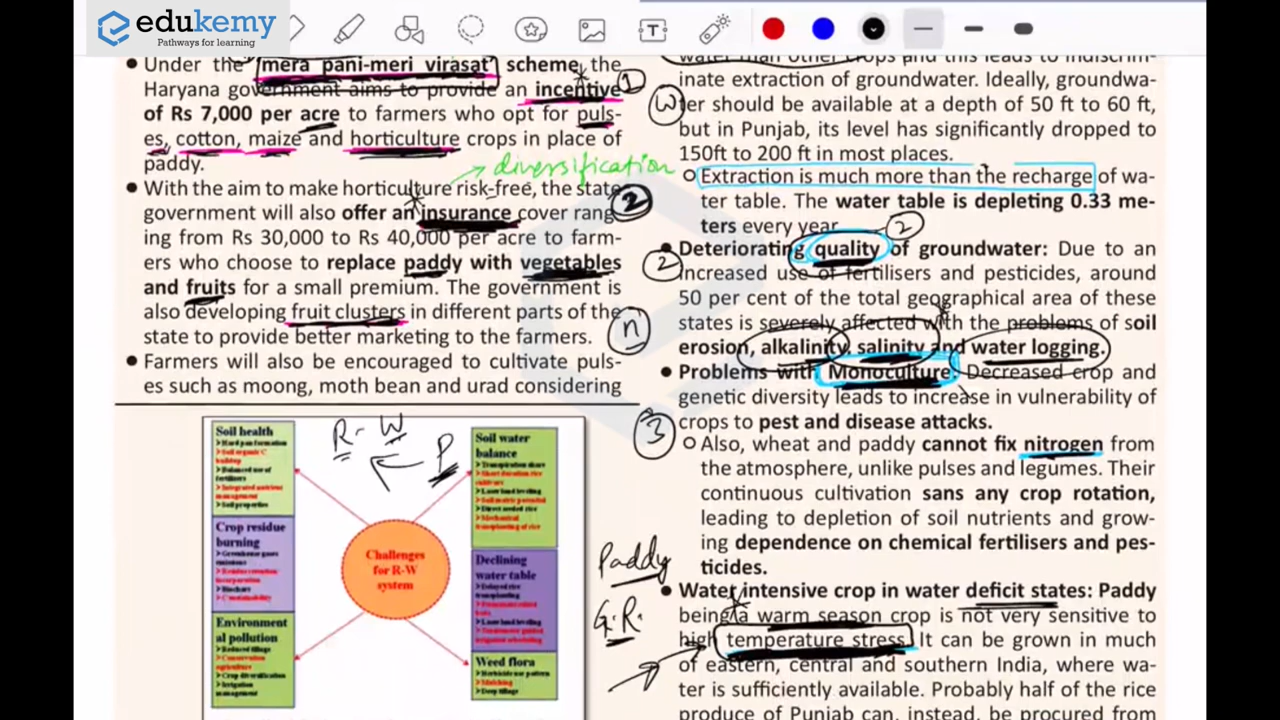 edukemy
Pathways for learning
Under the 'mera pani-meri virasat' scheme, the
Haryana government aims to provide an incentive
of Rs 7,000 per acre to farmers who opt for puls-
es, cotton, maize and horticulture crops in place of
paddy.
1
diversification
With the aim to make horticulture risk-free, the state
government will also offer an insurance cover rang-
ing from Rs 30,000 to Rs 40,000 per acre to farm-
ers who choose to replace paddy with vegetables
and fruits for a small premium. The government is
also developing fruit clusters in different parts of the
state to provide better marketing to the farmers.
2
n
Farmers will also be encouraged to cultivate puls-
es such as moong, moth bean and urad considering
R - W
P
Soil health
Soil properties
Crop residue
burning
Environment
al pollution
Challenges
for R-W
system
Soil water
balance
Declining
water table
Weed flora
water than other crops and this leads to indiscrim-
inate extraction of groundwater. Ideally, groundwa-
ter should be available at a depth of 50 ft to 60 ft,
but in Punjab, its level has significantly dropped to
150ft to 200 ft in most places.
W
Extraction is much more than the recharge of wa-
ter table. The water table is depleting 0.33 me-
ters every year.
2
Deteriorating quality of groundwater: Due to an
increased use of fertilisers and pesticides, around
50 per cent of the total geographical area of these
states is severely affected with the problems of soil
erosion, alkalinity, salinity and water logging.
2
Problems with Monoculture: Decreased crop and
genetic diversity leads to increase in vulnerability of
crops to pest and disease attacks.
3
Also, wheat and paddy cannot fix nitrogen from
the atmosphere, unlike pulses and legumes. Their
continuous cultivation sans any crop rotation,
leading to depletion of soil nutrients and grow-
ing dependence on chemical fertilisers and pes-
ticides.
Paddy
G.R.
Water intensive crop in water deficit states: Paddy
being a warm season crop is not very sensitive to
high temperature stress. It can be grown in much
of eastern, central and southern India, where wa-
ter is sufficiently available. Probably half of the rice
produce of Punjab can, instead, be procured from